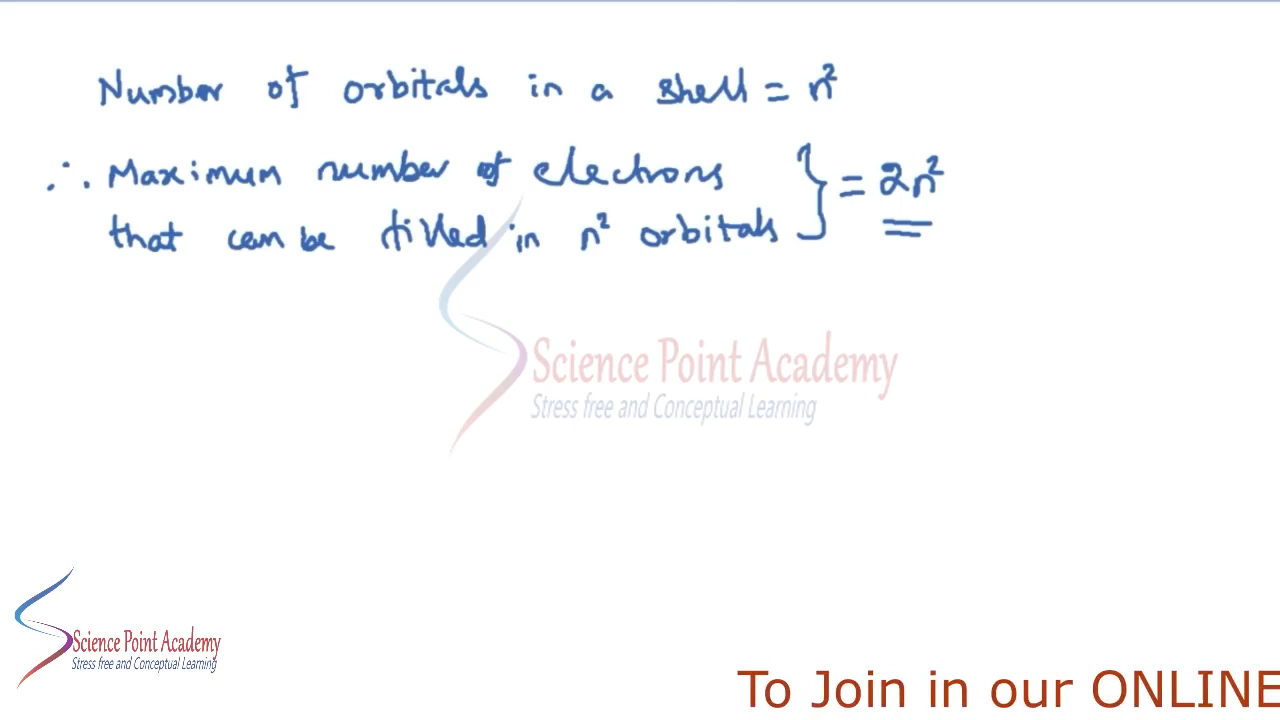 Number of orbitals in a shell = n²
∴ Maximum number of electrons
that can be filled in n² orbitals } = 2n²
Science Point Academy
Stress free and Conceptual Learning
Science Point Academy
Stress free and Conceptual Learning
To Join in our ONLINE